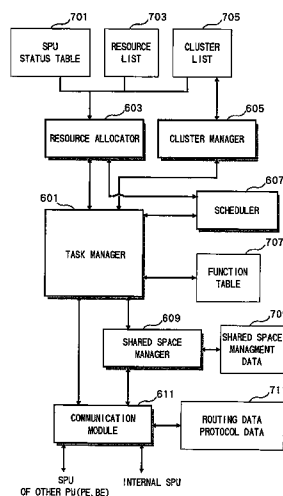 701
703
705
SPU
STATUS TABLE
RESOURCE
LIST
CLUSTER
LIST
603
605
RESOURCE ALLOCATOR
CLUSTER MANAGER
607
601
SCHEDULER
TASK MANAGER
707
FUNCTION
TABLE
609
709
SHARED SPACE
MANAGER
SHARED SPACE
MANAGMENT
DATA
611
711
COMMUNICATION
MODULE
ROUTING DATA
PROTOCOL DATA
SPU
OF OTHER PU(PE,BE)
INTERNAL SPU